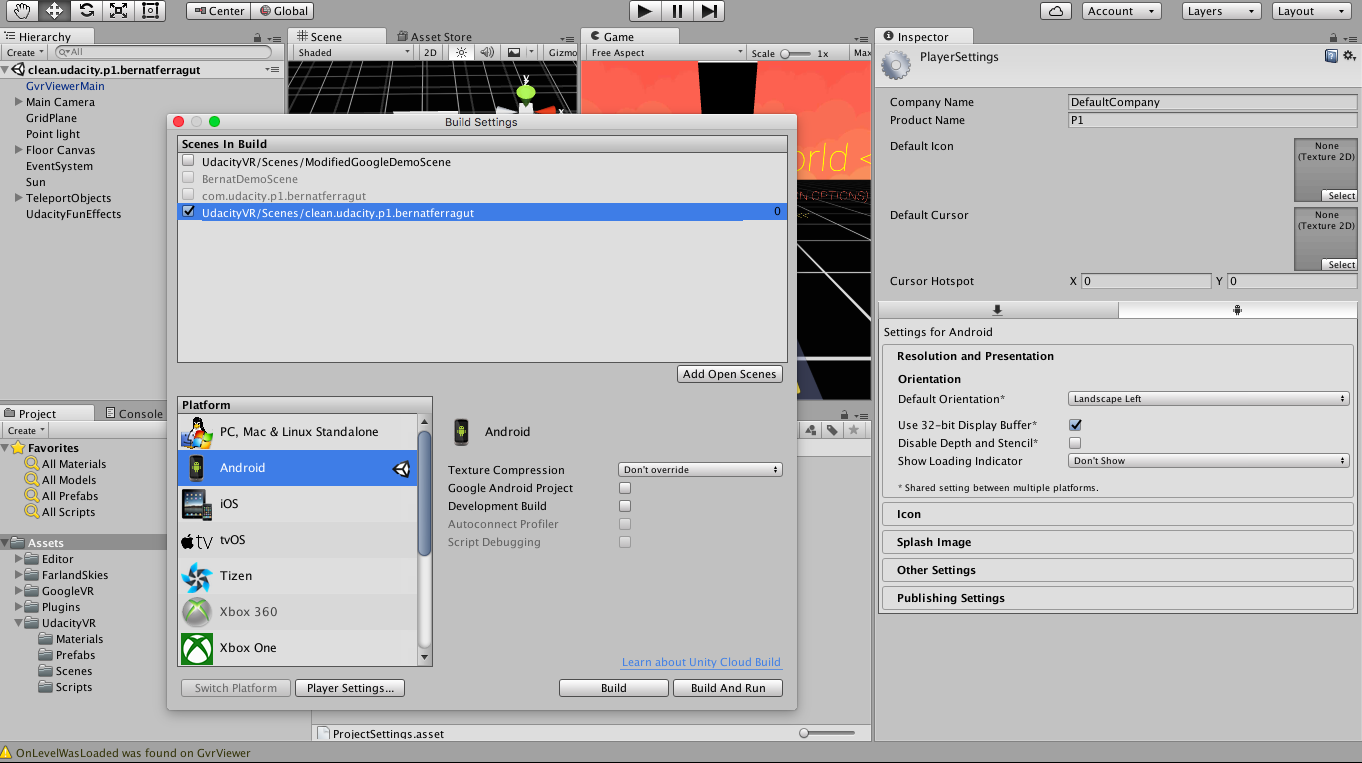 Center Global Account Layers Layout
Hierarchy
Create All
clean.udacity.p1.bernatferragut
GvrViewerMain
Main Camera
GridPlane
Point light
Floor Canvas
EventSystem
Sun
TeleportObjects
UdacityFunEffects
Scene Asset Store
Shaded 2D Gizmo
y
x
Game
Free Aspect Scale 1x Max
orld <
N OPTIONS)
<<
Build Settings
Scenes In Build
UdacityVR/Scenes/ModifiedGoogleDemoScene
BernatDemoScene
com.udacity.p1.bernatferragut
UdacityVR/Scenes/clean.udacity.p1.bernatferragut 0
Add Open Scenes
Platform
PC, Mac & Linux Standalone
Android
iOS
tv tvOS
Tizen
Xbox 360
Xbox One
Android
Texture Compression Don't override
Google Android Project
Development Build
Autoconnect Profiler
Script Debugging
Learn about Unity Cloud Build
Switch Platform Player Settings... Build Build And Run
Project Console
Create
Favorites
All Materials
All Models
All Prefabs
All Scripts
Assets
Editor
FarlandSkies
GoogleVR
Plugins
UdacityVR
Materials
Prefabs
Scenes
Scripts
ProjectSettings.asset
OnLevelWasLoaded was found on GvrViewer
Inspector
PlayerSettings
Company Name DefaultCompany
Product Name P1
Default Icon
None
(Texture 2D)
Select
Default Cursor
None
(Texture 2D)
Select
Cursor Hotspot X 0 Y 0
Settings for Android
Resolution and Presentation
Orientation
Default Orientation* Landscape Left
Use 32-bit Display Buffer*
Disable Depth and Stencil*
Show Loading Indicator Don't Show
* Shared setting between multiple platforms.
Icon
Splash Image
Other Settings
Publishing Settings